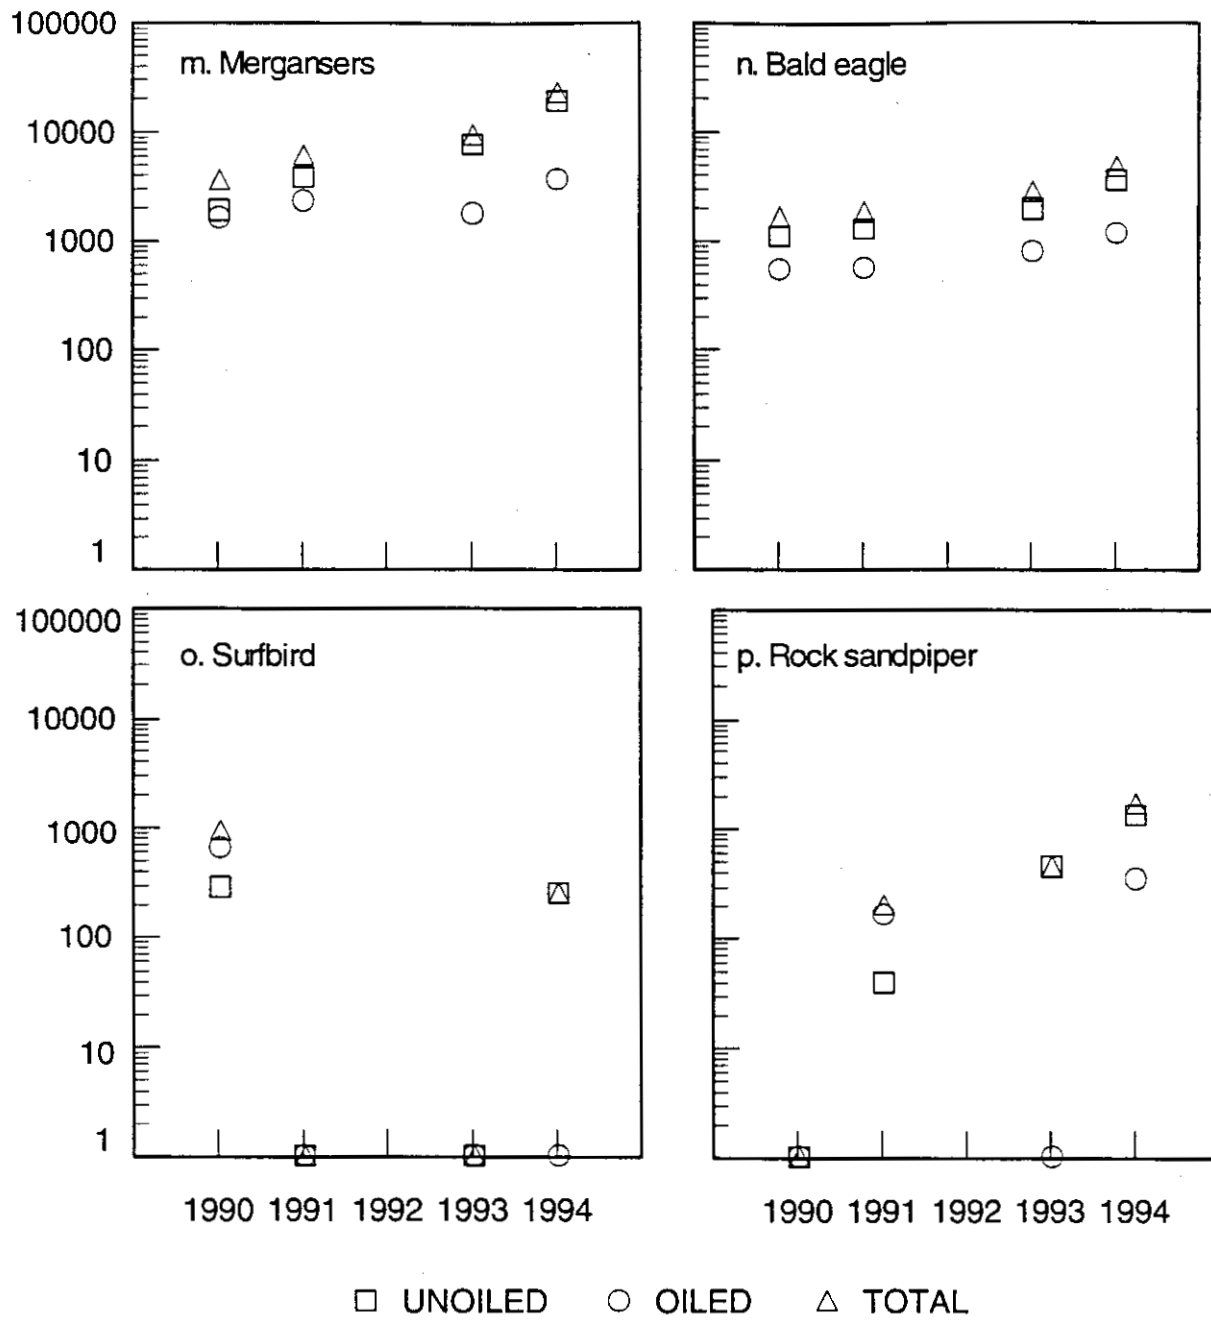 100000
m. Mergansers
n. Bald eagle
10000
1000
100
10
1
100000
o. Surfbird
p. Rock sandpiper
10000
1000
100
10
1
1990 1991 1992 1993 1994
1990 1991 1992 1993 1994
UNOILED OILED TOTAL